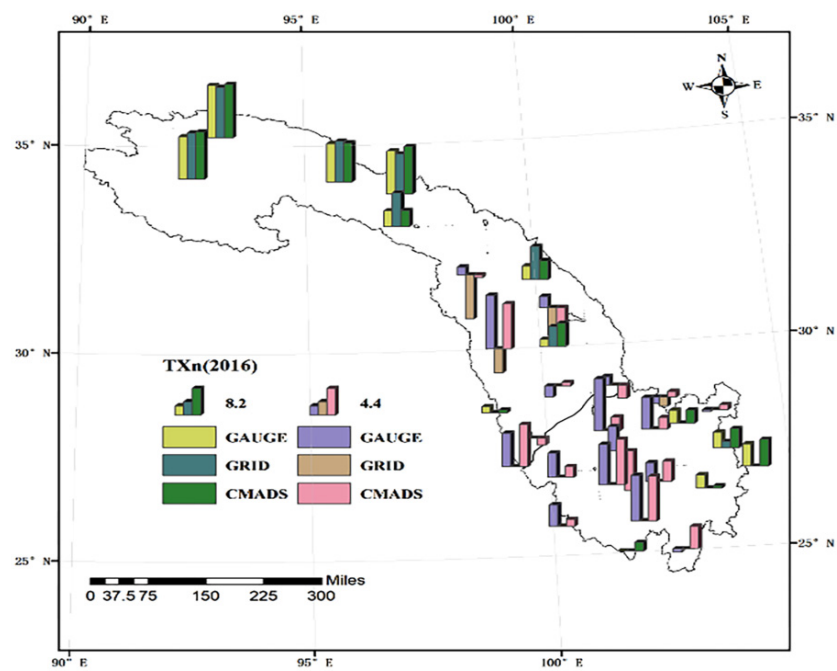 90° E 95° E 100° E 105° E
N
W E
S
35° N 35° N
30° N 30° N
TXn(2016)
8.2 4.4
GAUGE GAUGE
GRID GRID
CMADS CMADS
25° N 25° N
Miles
0 37.5 75 150 225 300
90° E 95° E 100° E